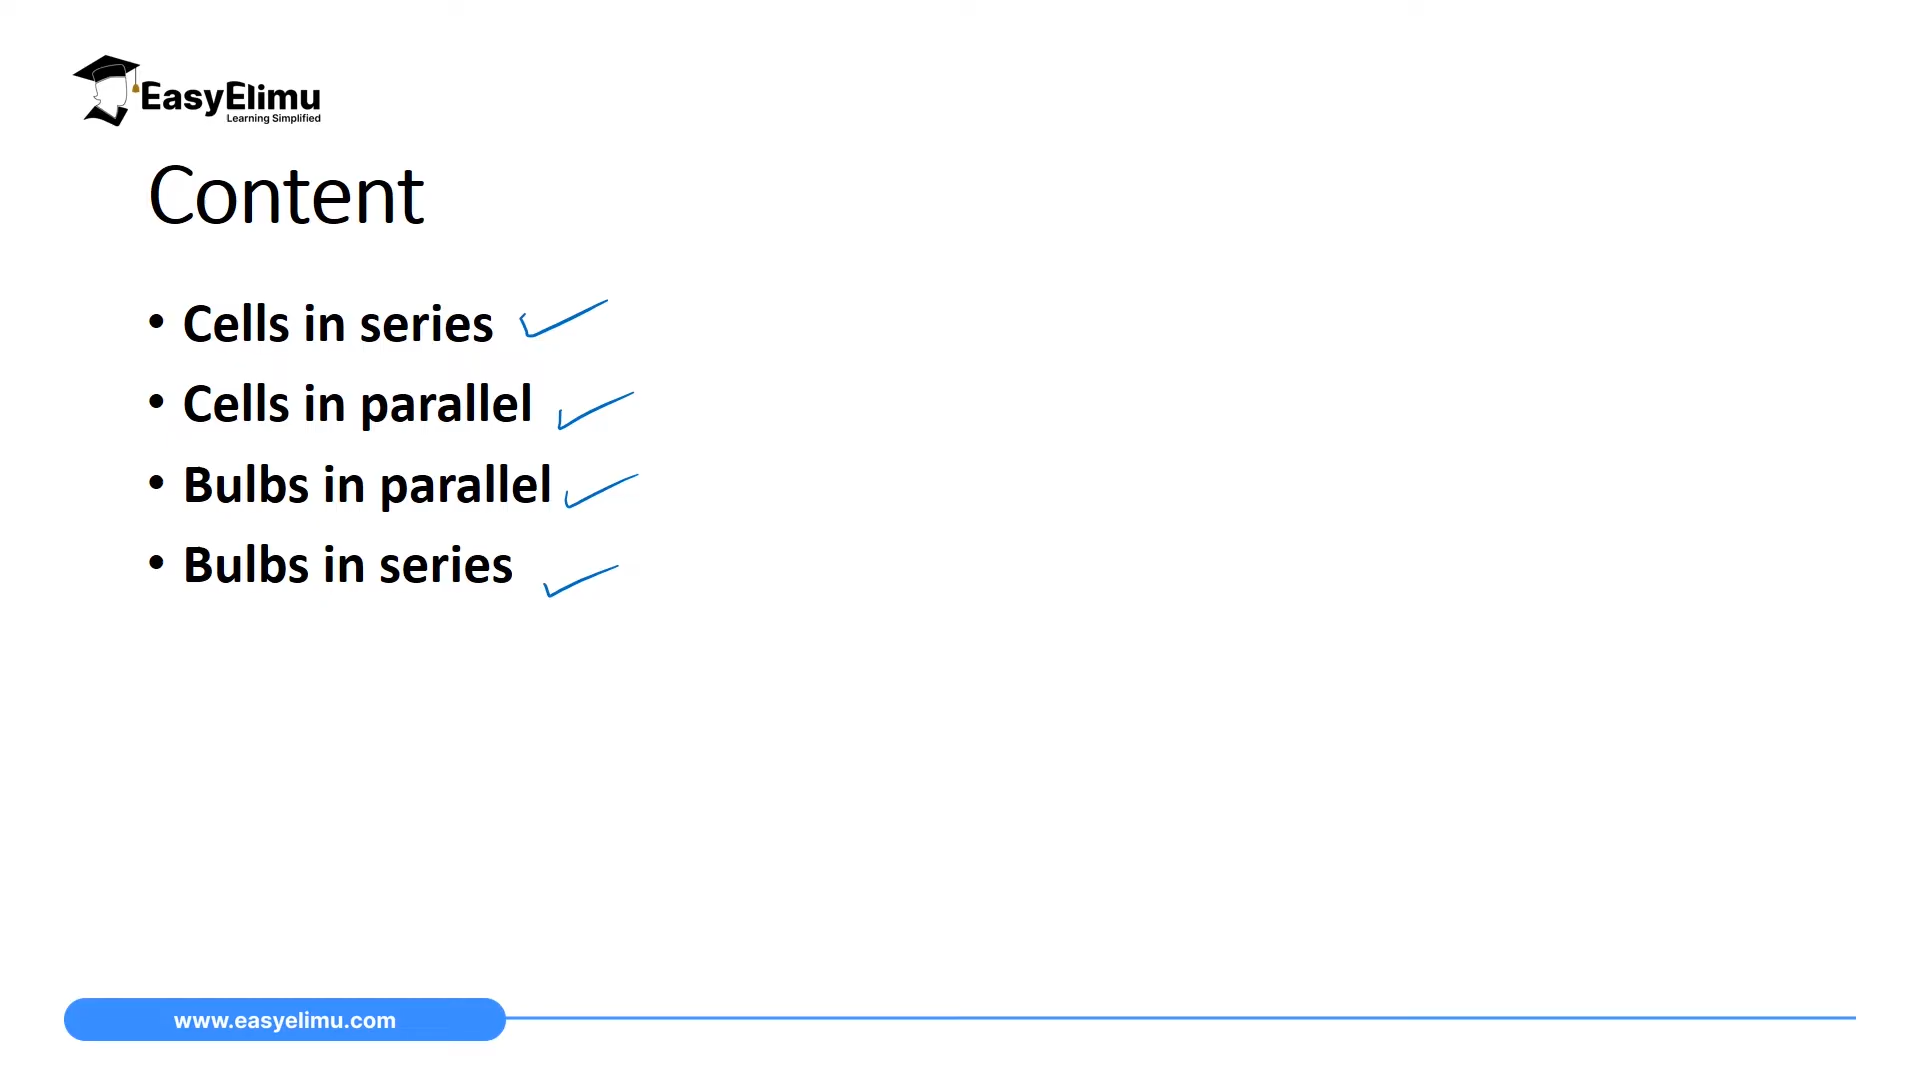 EasyElimu
Learning Simplified
Content
• Cells in series
• Cells in parallel
• Bulbs in parallel
• Bulbs in series
www.easyelimu.com